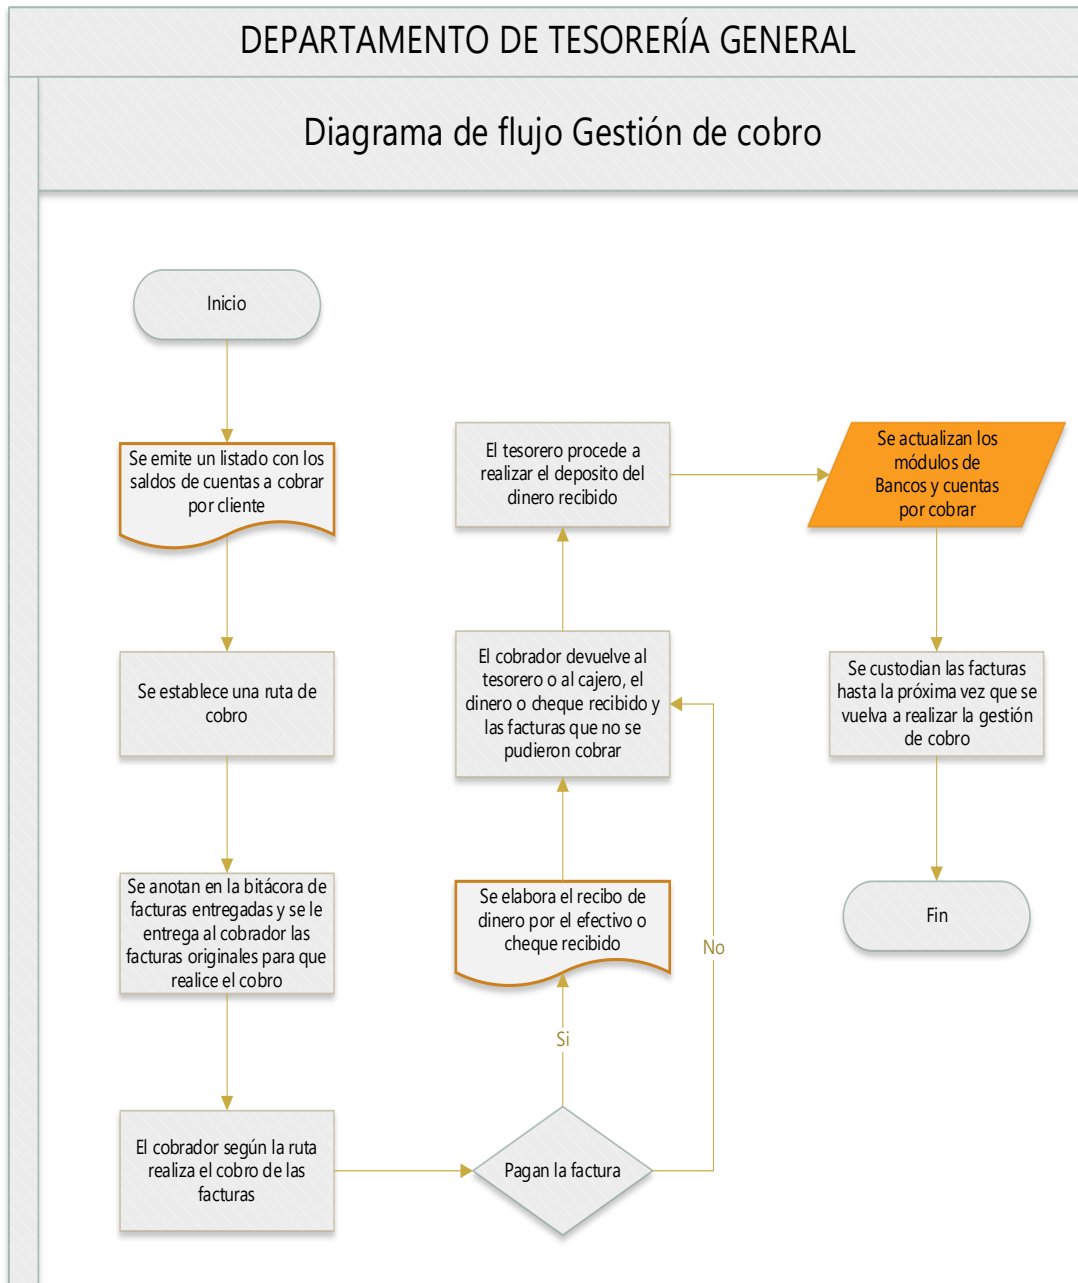 DEPARTAMENTO DE TESORERÍA GENERAL
Diagrama de flujo Gestión de cobro
Inicio
Se emite un listado con los
saldos de cuentas a cobrar
por cliente
Se establece una ruta de
cobro
Se anotan en la bitácora de
facturas entregadas y se le
entrega al cobrador las
facturas originales para que
realice el cobro
El cobrador según la ruta
realiza el cobro de las
facturas
Pagan la factura
Si
No
Se elabora el recibo de
dinero por el efectivo o
cheque recibido
El cobrador devuelve al
tesorero o al cajero, el
dinero o cheque recibido y
las facturas que no se
pudieron cobrar
El tesorero procede a
realizar el deposito del
dinero recibido
Se actualizan los
módulos de
Bancos y cuentas
por cobrar
Se custodian las facturas
hasta la próxima vez que se
vuelva a realizar la gestión
de cobro
Fin